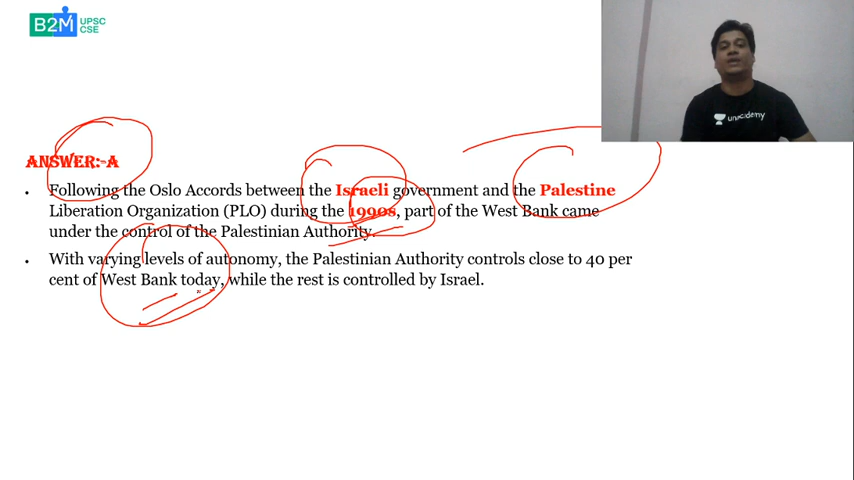 B2M UPSC
CSE
unacademy
ANSWER:-A
• Following the Oslo Accords between the Israeli government and the Palestine
Liberation Organization (PLO) during the 1990s, part of the West Bank came
under the control of the Palestinian Authority.
• With varying levels of autonomy, the Palestinian Authority controls close to 40 per
cent of West Bank today, while the rest is controlled by Israel.